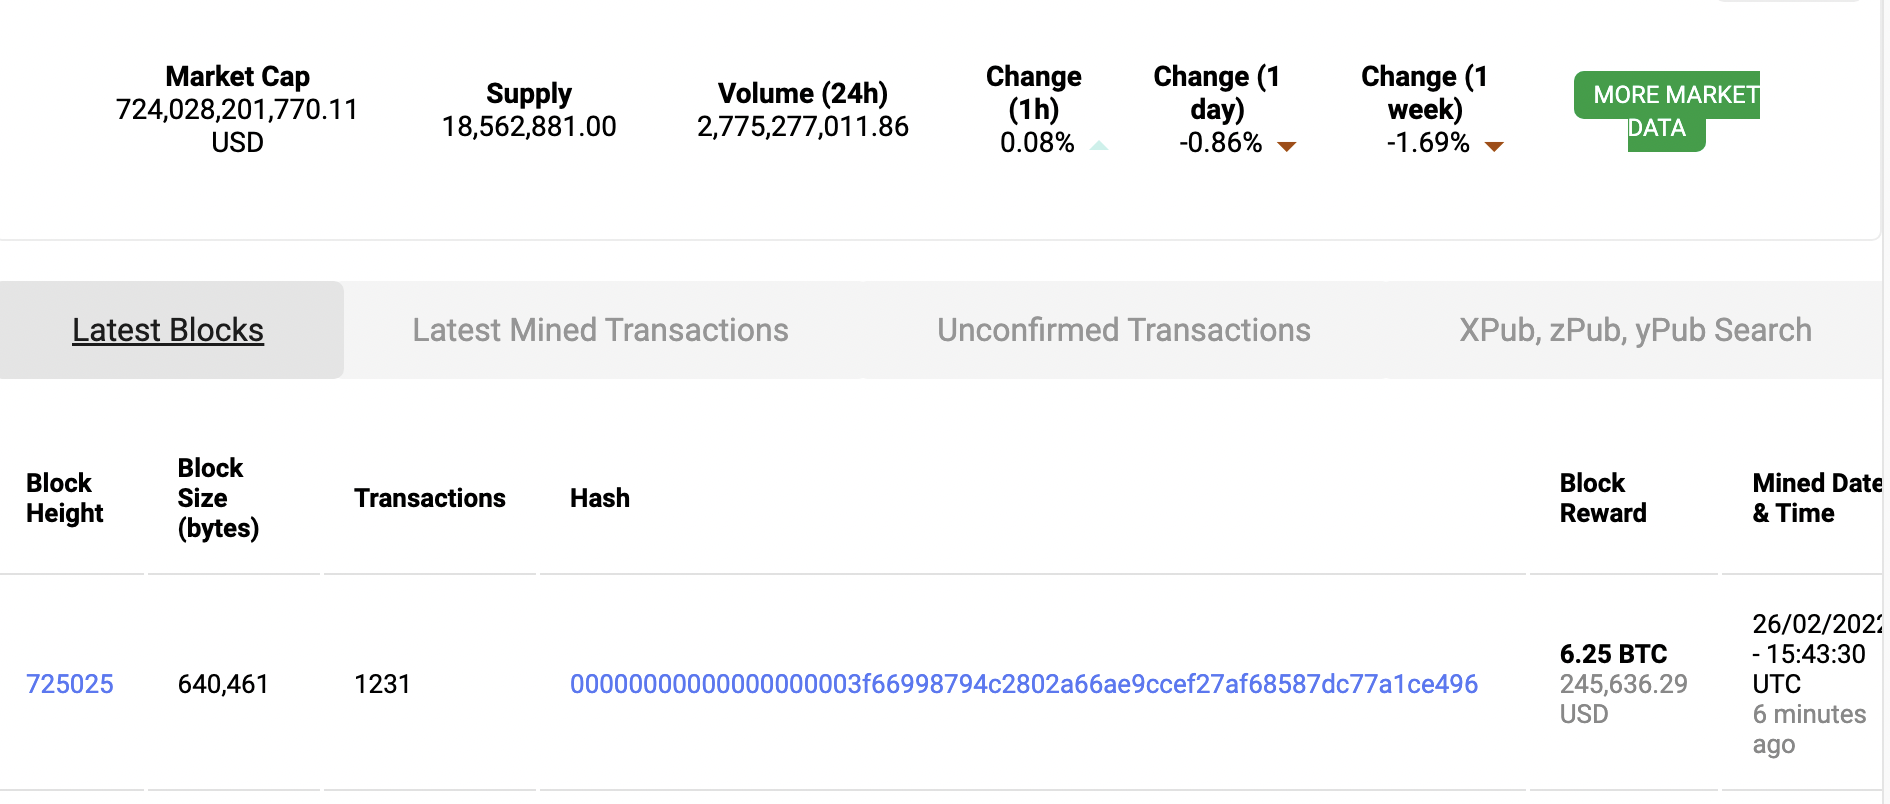 Market Cap
724,028,201,770.11
USD
Supply
18,562,881.00
Volume (24h)
2,775,277,011.86
Change
(1h)
0.08%
Change (1
day)
-0.86%
Change (1
week)
-1.69%
MORE MARKET
DATA
Latest Blocks
Latest Mined Transactions
Unconfirmed Transactions
XPub, zPub, yPub Search
Block
Height
Block
Size
(bytes)
Transactions
Hash
Block
Reward
Mined Date
& Time
725025
640,461
1231
00000000000000000003f66998794c2802a66ae9ccef27af68587dc77a1ce496
6.25 BTC
245,636.29
USD
26/02/2022
- 15:43:30
UTC
6 minutes
ago